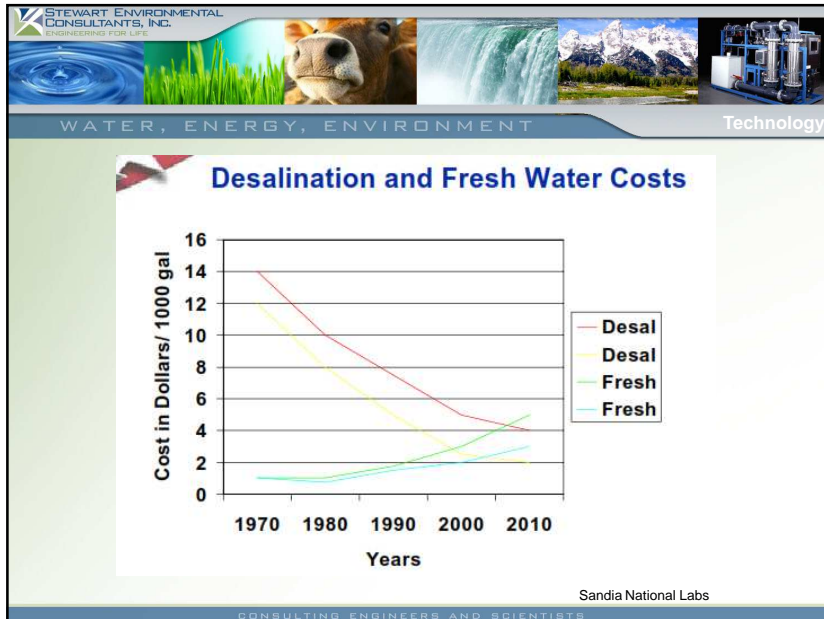 STEWART ENVIRONMENTAL
CONSULTANTS, INC.
ENGINEERING FOR LIFE
WATER, ENERGY, ENVIRONMENT
Technology
Desalination and Fresh Water Costs
Cost in Dollars/ 1000 gal
16
14
12
10
8
6
4
2
0
1970 1980 1990 2000 2010
Years
Desal
Desal
Fresh
Fresh
Sandia National Labs
CONSULTING ENGINEERS AND SCIENTISTS